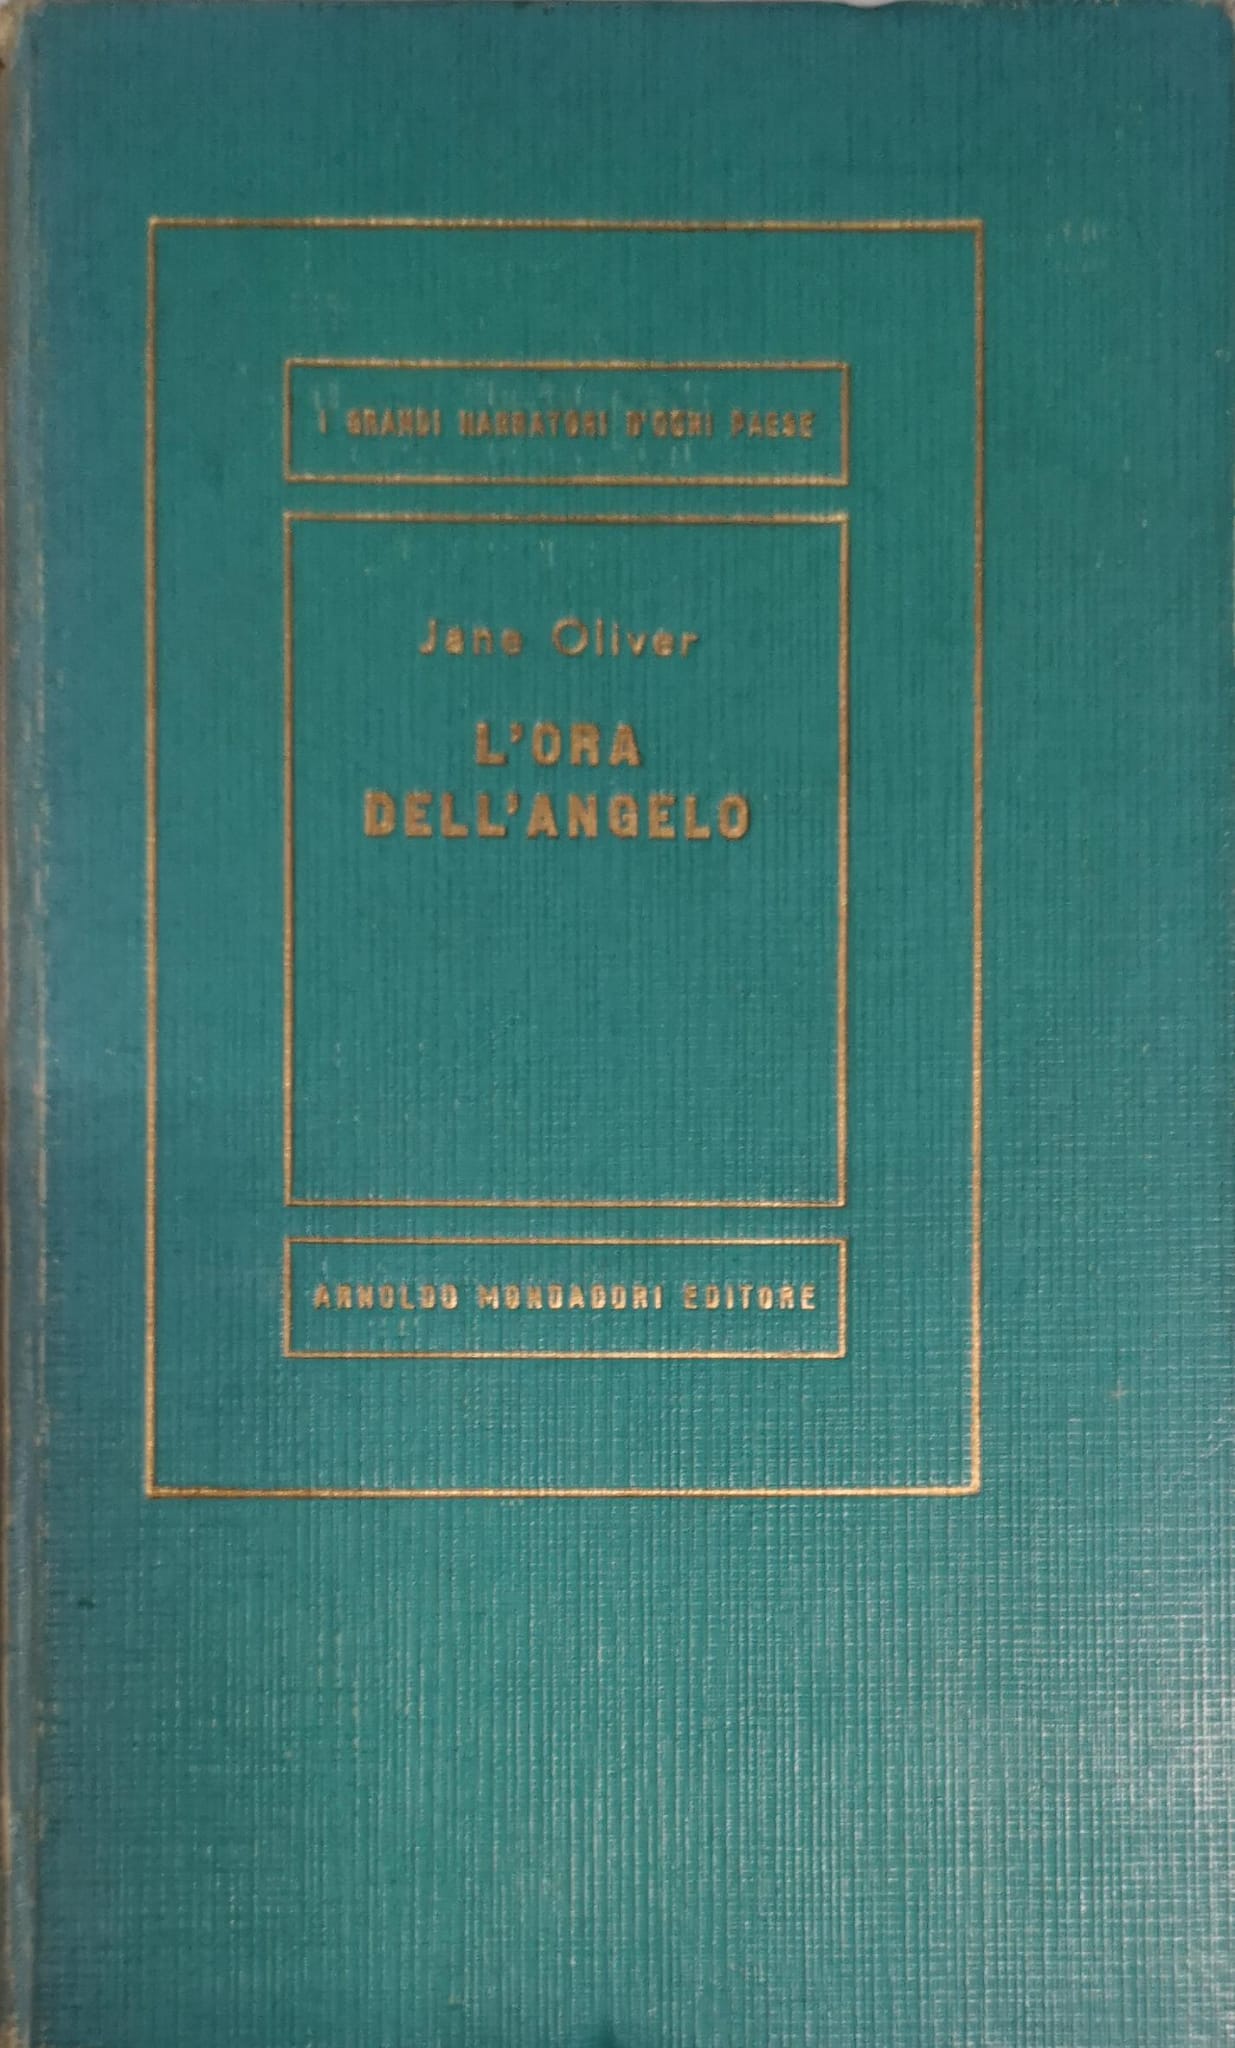 I GRANDI NARRATORI D'OGNI PAESE
Jane Oliver
L'ORA
DELL'ANGELO
ARNOLDO MONDADORI EDITORE